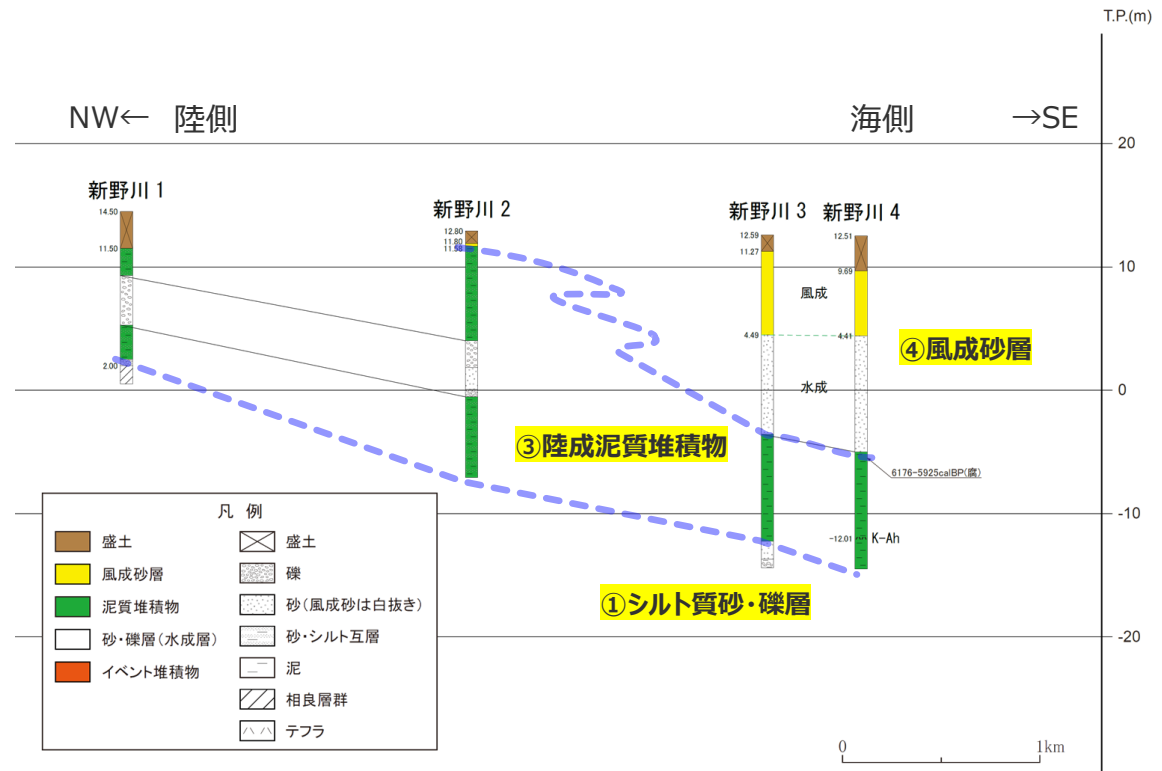 T.P.(m)
NW← 陸側
海側 →SE
20
新野川 1
14.50
11.50
2.00
新野川 2
12.80
11.80
11.50
新野川 3
12.59
11.27
4.49
新野川 4
12.51
9.69
4.41
10
風成
④風成砂層
水成
0
③陸成泥質堆積物
6176-5925calBP(腐)
-10
-12.01
K-Ah
①シルト質砂・礫層
-20
凡 例
盛土
風成砂層
泥質堆積物
砂・礫層(水成層)
イベント堆積物
盛土
礫
砂(風成砂は白抜き)
砂・シルト互層
泥
相良層群
テフラ
0 1km